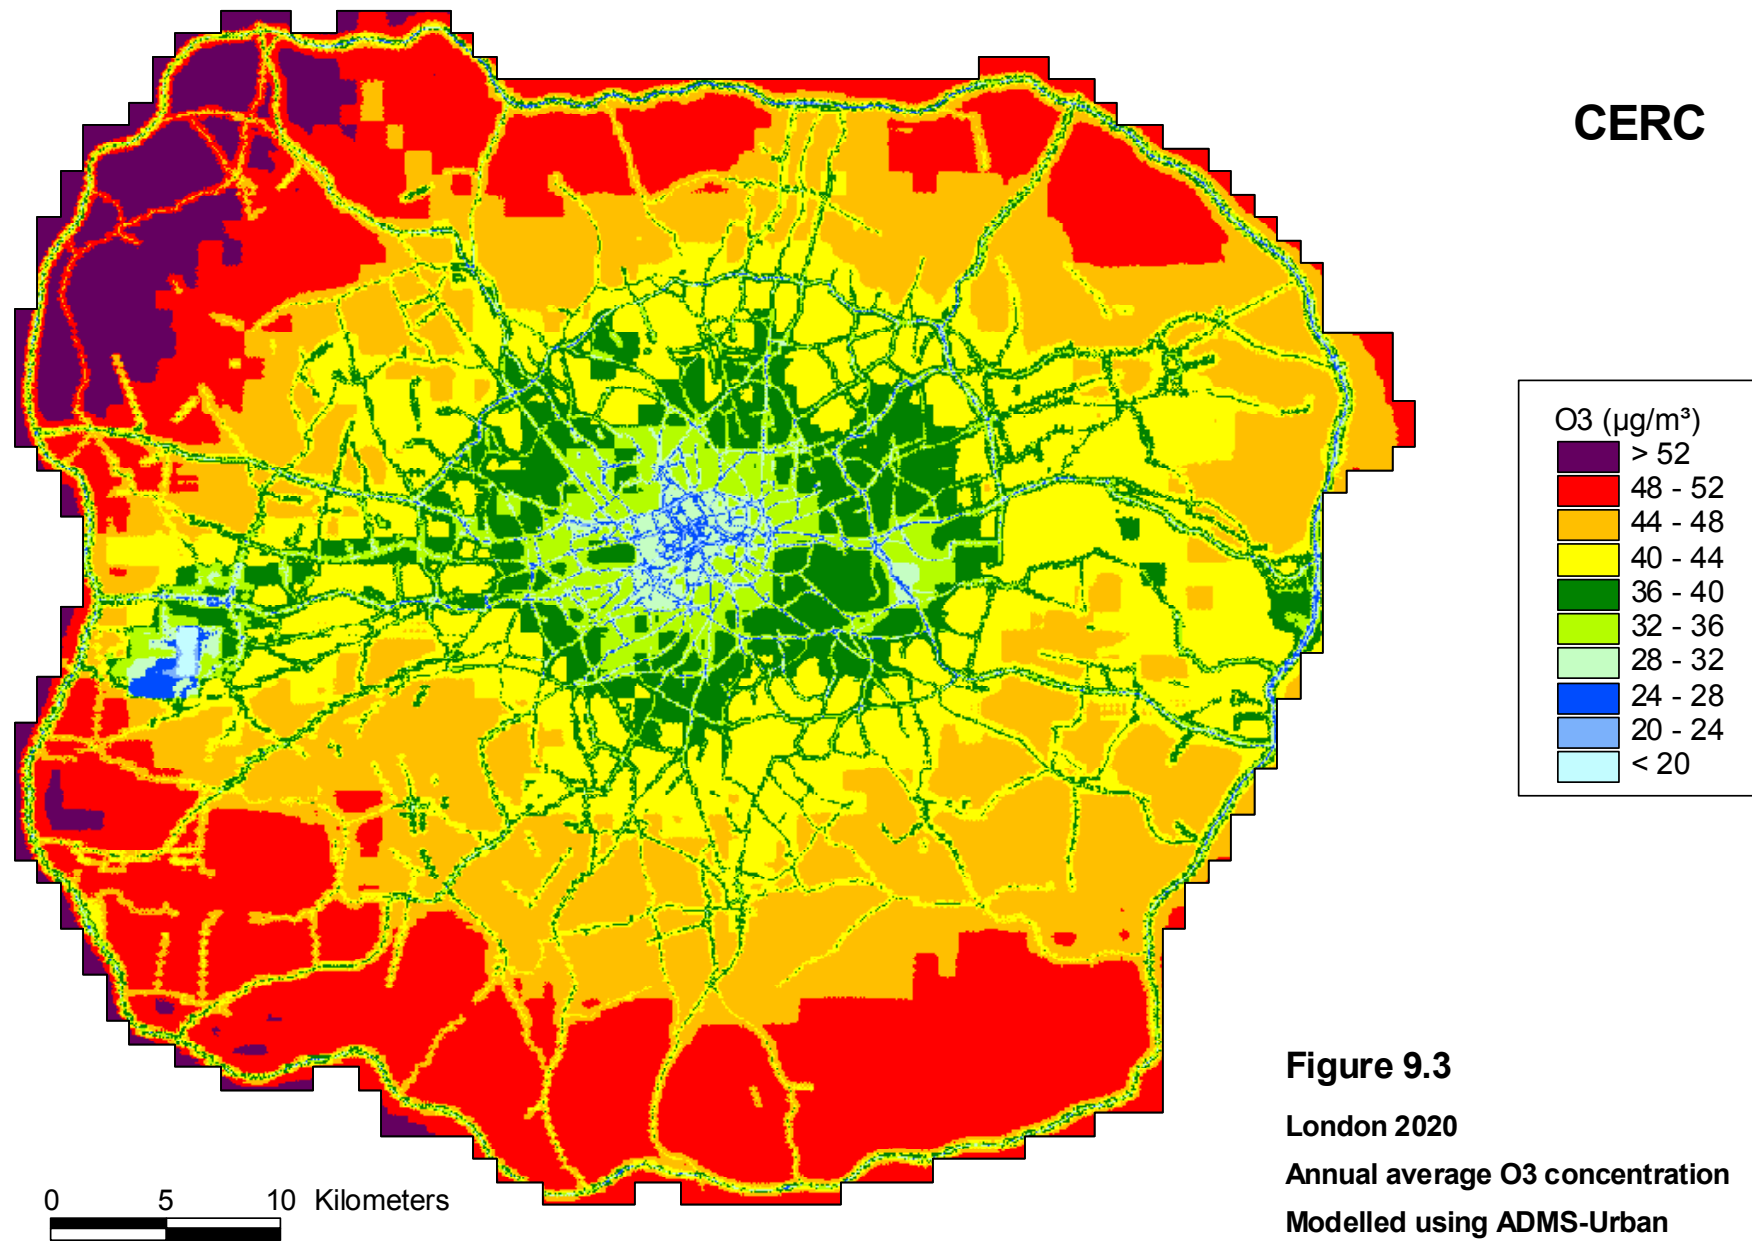 CERC
O3 (µg/m³)
> 52
48 - 52
44 - 48
40 - 44
36 - 40
32 - 36
28 - 32
24 - 28
20 - 24
< 20
Figure 9.3
London 2020
Annual average O3 concentration
Modelled using ADMS-Urban
0 5 10 Kilometers